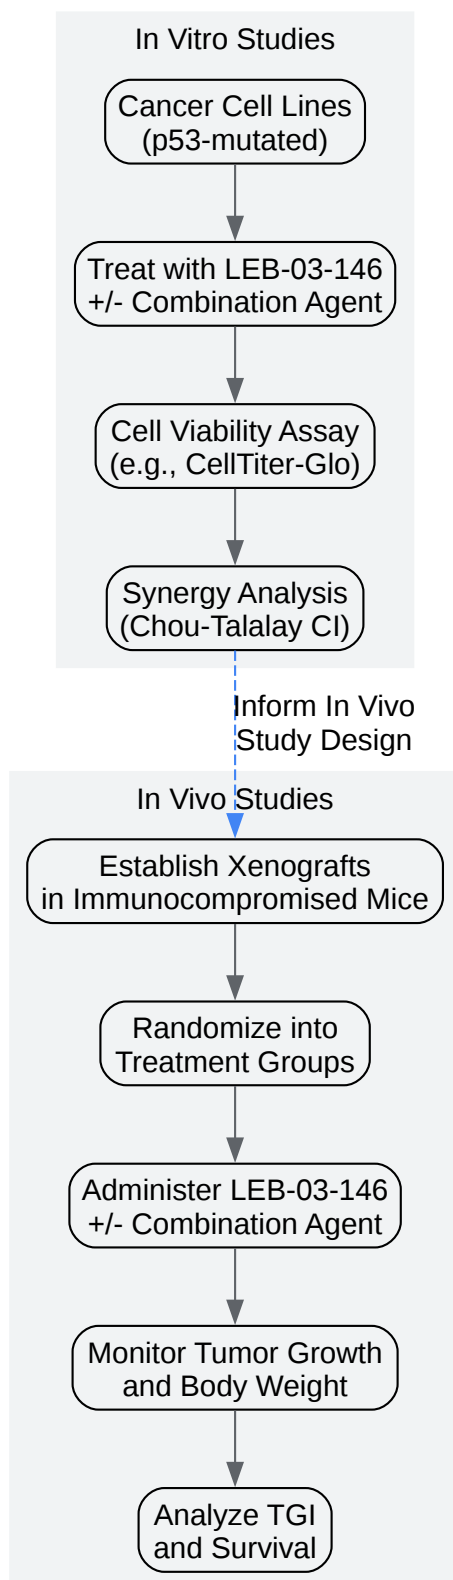 In Vitro Studies
Cancer Cell Lines
(p53-mutated)
Treat with LEB-03-146
+/- Combination Agent
Cell Viability Assay
(e.g., CellTiter-Glo)
Synergy Analysis
(Chou-Talalay CI)
Inform In Vivo
Study Design
In Vivo Studies
Establish Xenografts
in Immunocompromised Mice
Randomize into
Treatment Groups
Administer LEB-03-146
+/- Combination Agent
Monitor Tumor Growth
and Body Weight
Analyze TGI
and Survival